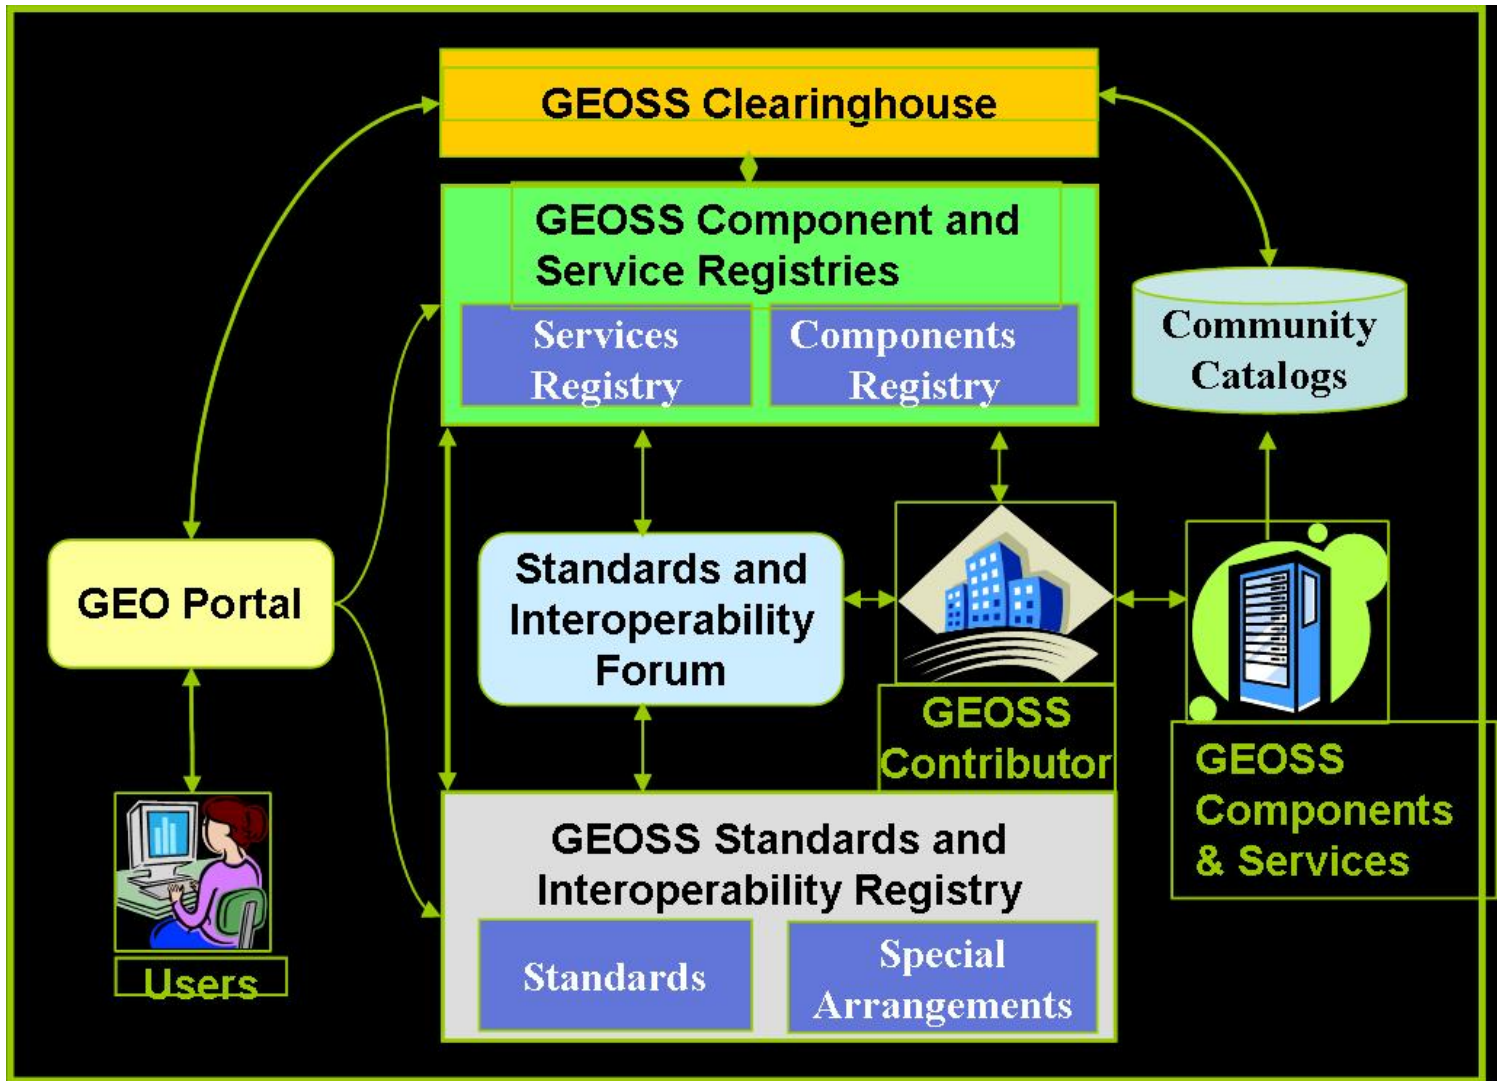 GEOSS Clearinghouse
GEOSS Component and
Service Registries
Services
Registry
Components
Registry
Community
Catalogs
GEO Portal
Standards and
Interoperability
Forum
GEOSS
Contributor
GEOSS
Components
& Services
Users
GEOSS Standards and
Interoperability Registry
Standards
Special
Arrangements